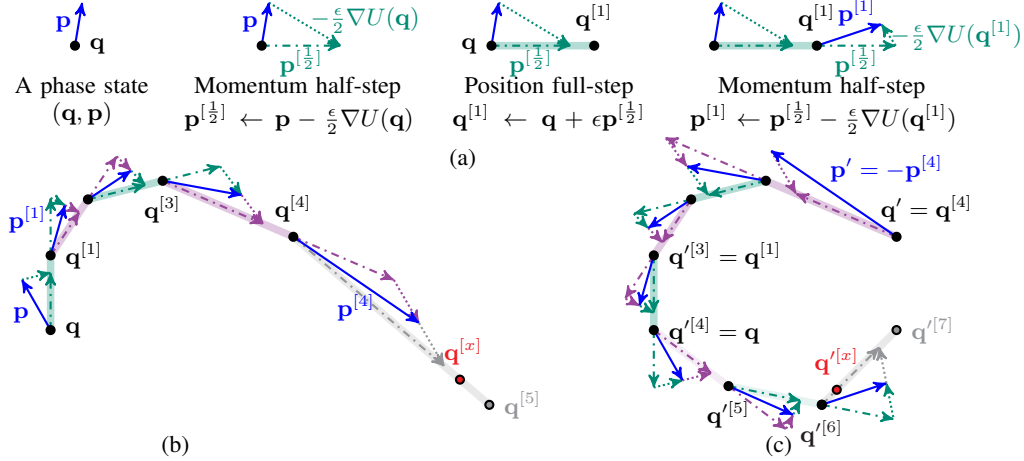 p
q
A phase state
(q, p)
p
−ϵ/2 ∇U(q)
p^[1/2]
Momentum half-step
p^[1/2] ← p − ϵ/2 ∇U(q)
q
q^[1]
p^[1/2]
Position full-step
q^[1] ← q + ϵp^[1/2]
q^[1]
p^[1]
−ϵ/2 ∇U(q^[1])
p^[1/2]
Momentum half-step
p^[1] ← p^[1/2] − ϵ/2 ∇U(q^[1])
(a)
p^[1]
q^[3]
q^[4]
q^[1]
p
q
p^[4]
q^[x]
q^[5]
(b)
p′ = −p^[4]
q′ = q^[4]
q′^[3] = q^[1]
q′^[4] = q
q′^[7]
q′^[x]
q′^[5]
q′^[6]
(c)